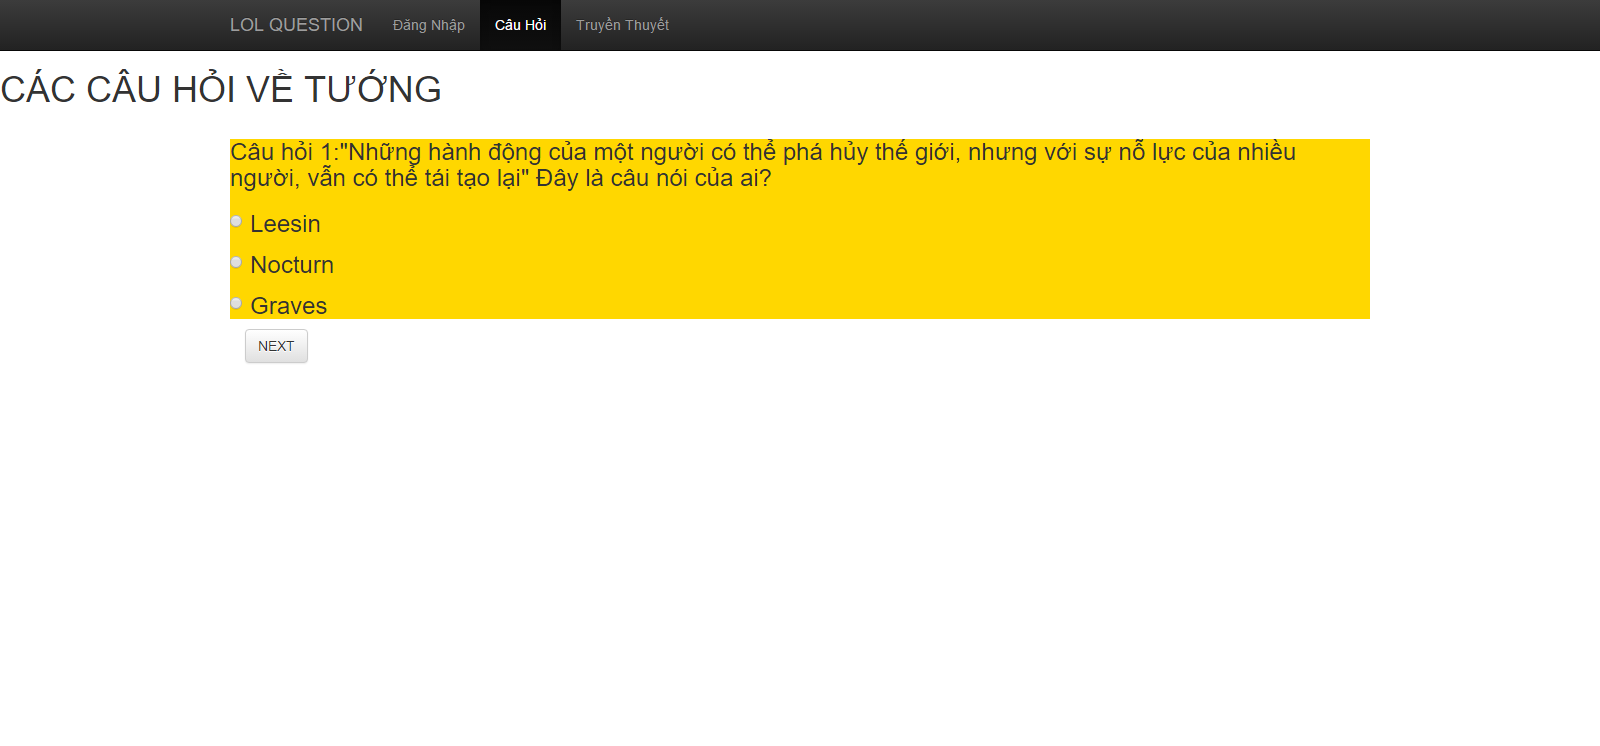 LOL QUESTION Đăng Nhập Câu Hỏi Truyền Thuyết
CÁC CÂU HỎI VỀ TƯỚNG
Câu hỏi 1:"Những hành động của một người có thể phá hủy thế giới, nhưng với sự nỗ lực của nhiều
người, vẫn có thể tái tạo lại" Đây là câu nói của ai?
Leesin
Nocturn
Graves
NEXT